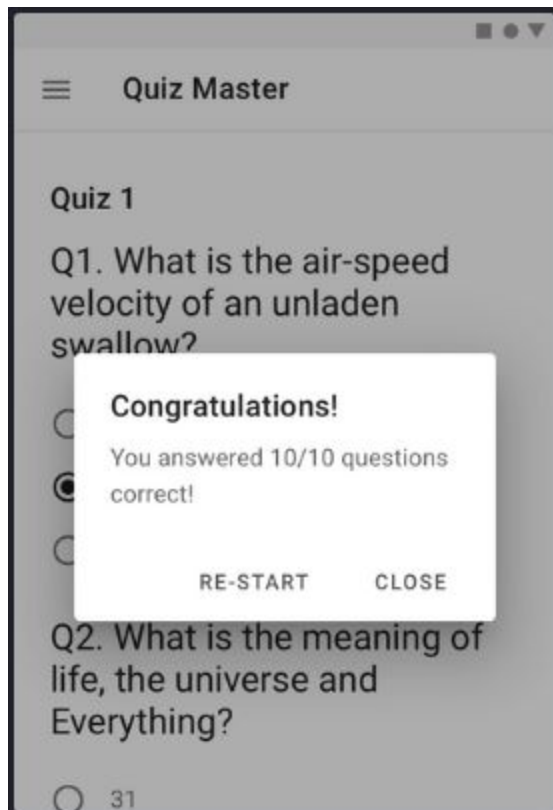 Quiz Master
Quiz 1
Q1. What is the air-speed
velocity of an unladen
swallow?
Congratulations!
You answered 10/10 questions
correct!
RE-START CLOSE
Q2. What is the meaning of
life, the universe and
Everything?
31